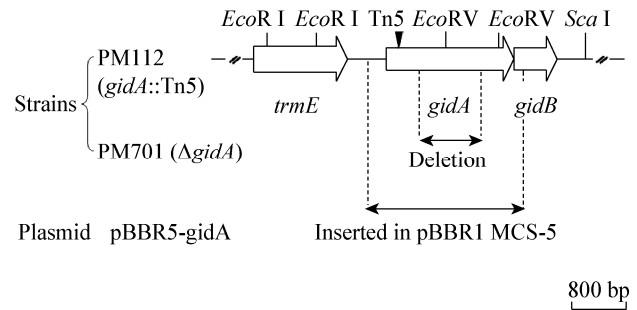 EcoR I EcoR I Tn5 EcoRV EcoRV Sca I
PM112
(gidA::Tn5)
Strains
trmE gidA gidB
PM701 (ΔgidA)
Deletion
Plasmid pBBR5-gidA Inserted in pBBR1 MCS-5
800 bp